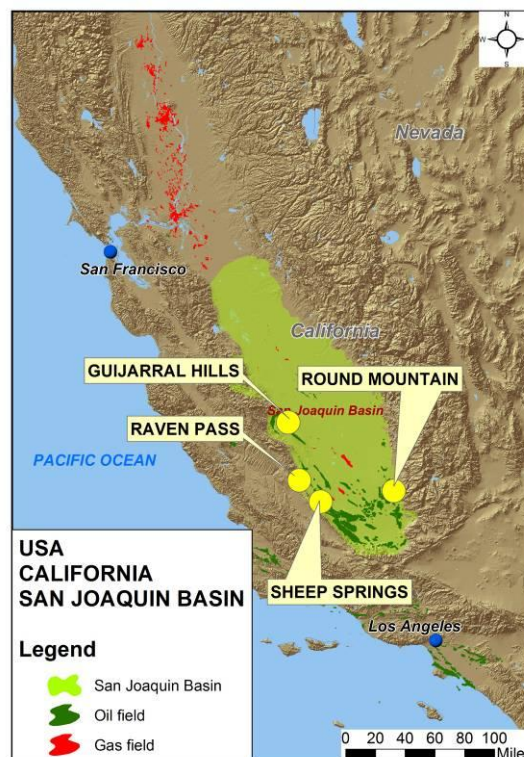 N
W E
S
Nevada
San Francisco
California
GUIJARRAL HILLS
ROUND MOUNTAIN
San Joaquin Basin
RAVEN PASS
PACIFIC OCEAN
USA
CALIFORNIA
SAN JOAQUIN BASIN
SHEEP SPRINGS
Los Angeles
Legend
San Joaquin Basin
Oil field
Gas field
0 20 40 60 80 100
Mile